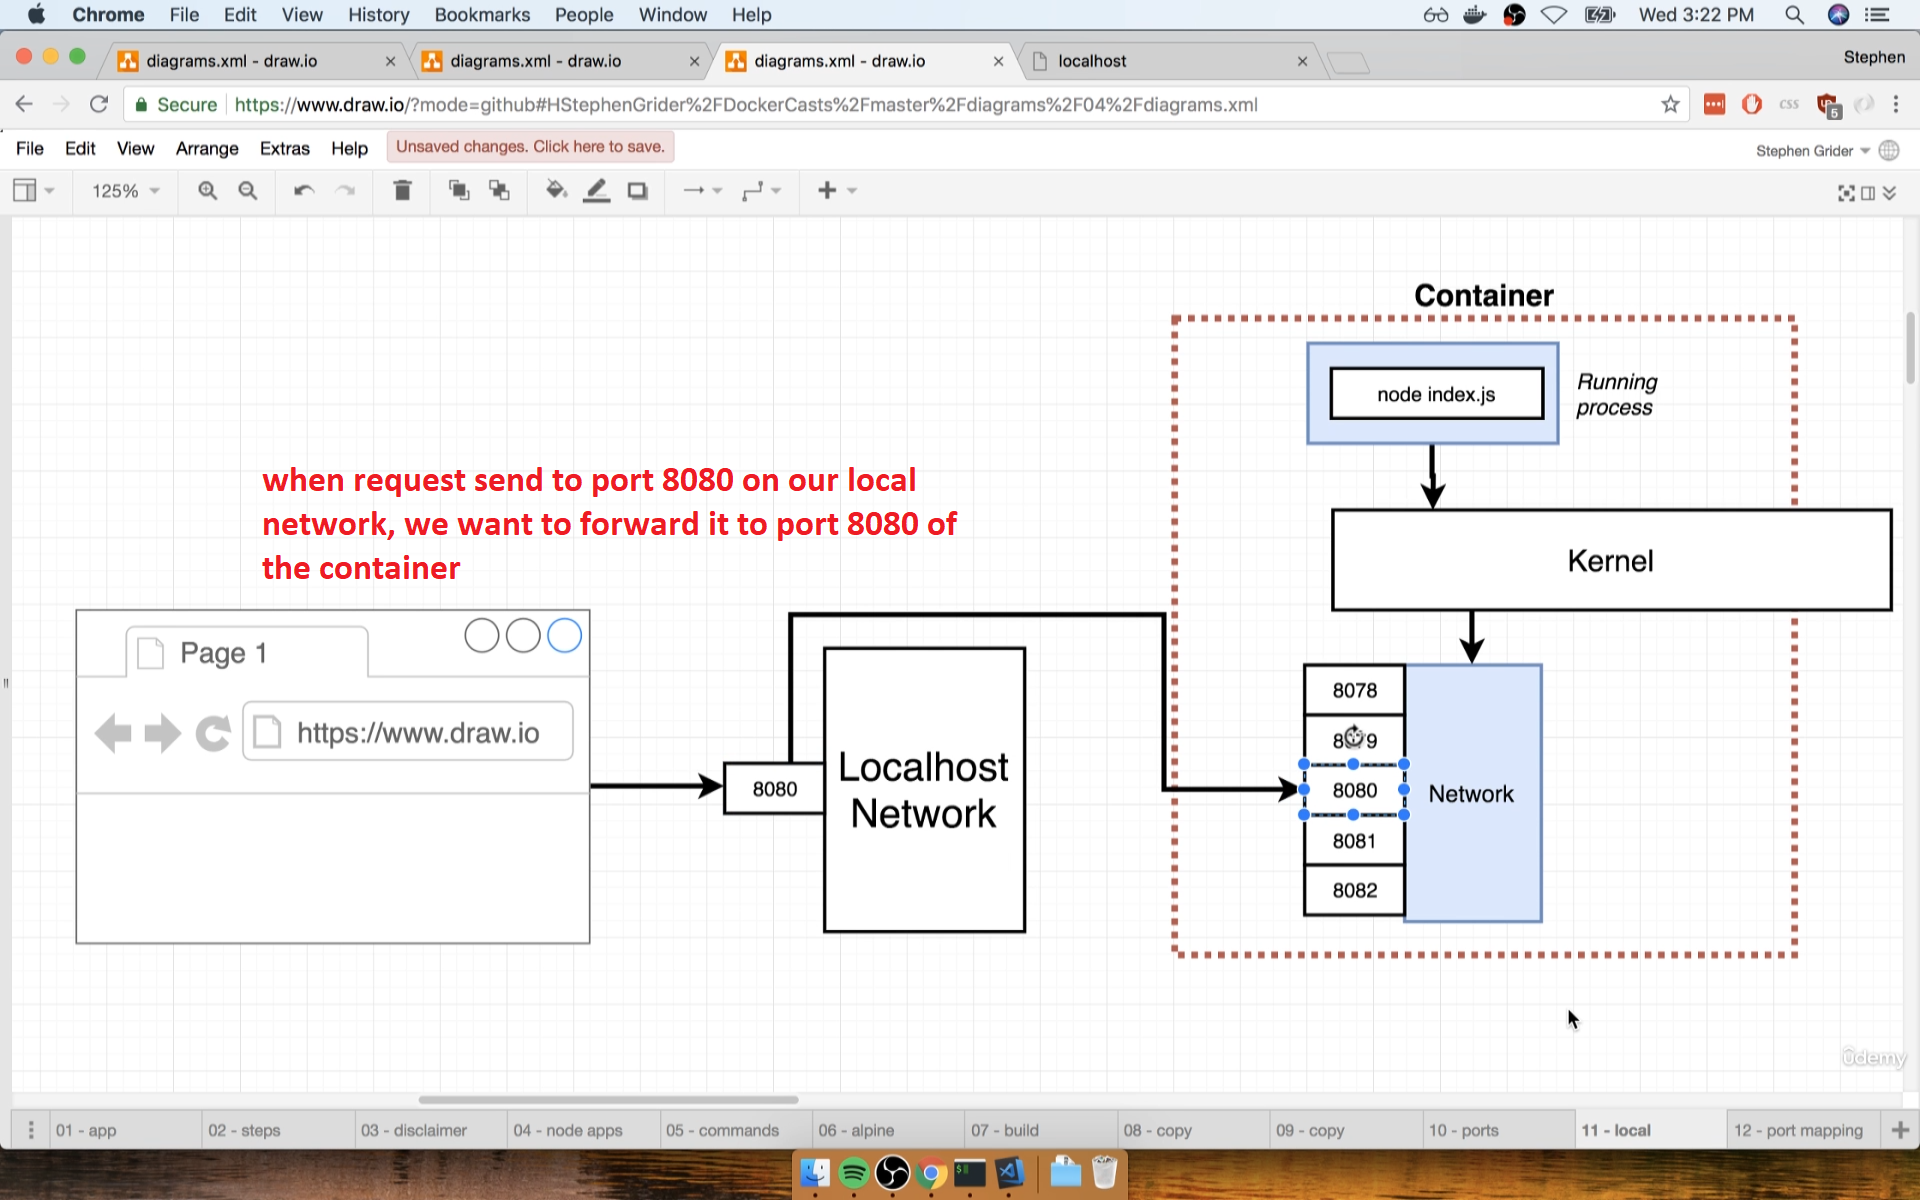 Chrome File Edit View History Bookmarks People Window Help Wed 3:22 PM
diagrams.xml - draw.io diagrams.xml - draw.io diagrams.xml - draw.io localhost Stephen
Secure https://www.draw.io/?mode=github#HStephenGrider%2FDockerCasts%2Fmaster%2Fdiagrams%2F04%2Fdiagrams.xml css 5
File Edit View Arrange Extras Help Unsaved changes. Click here to save. Stephen Grider
125%
Container
node index.js
Running
process
when request send to port 8080 on our local
network, we want to forward it to port 8080 of
the container
Kernel
Page 1
https://www.draw.io
8080
Localhost
Network
8078
8080
8081
8082
Network
udemy
01 - app 02 - steps 03 - disclaimer 04 - node apps 05 - commands 06 - alpine 07 - build 08 - copy 09 - copy 10 - ports 11 - local 12 - port mapping